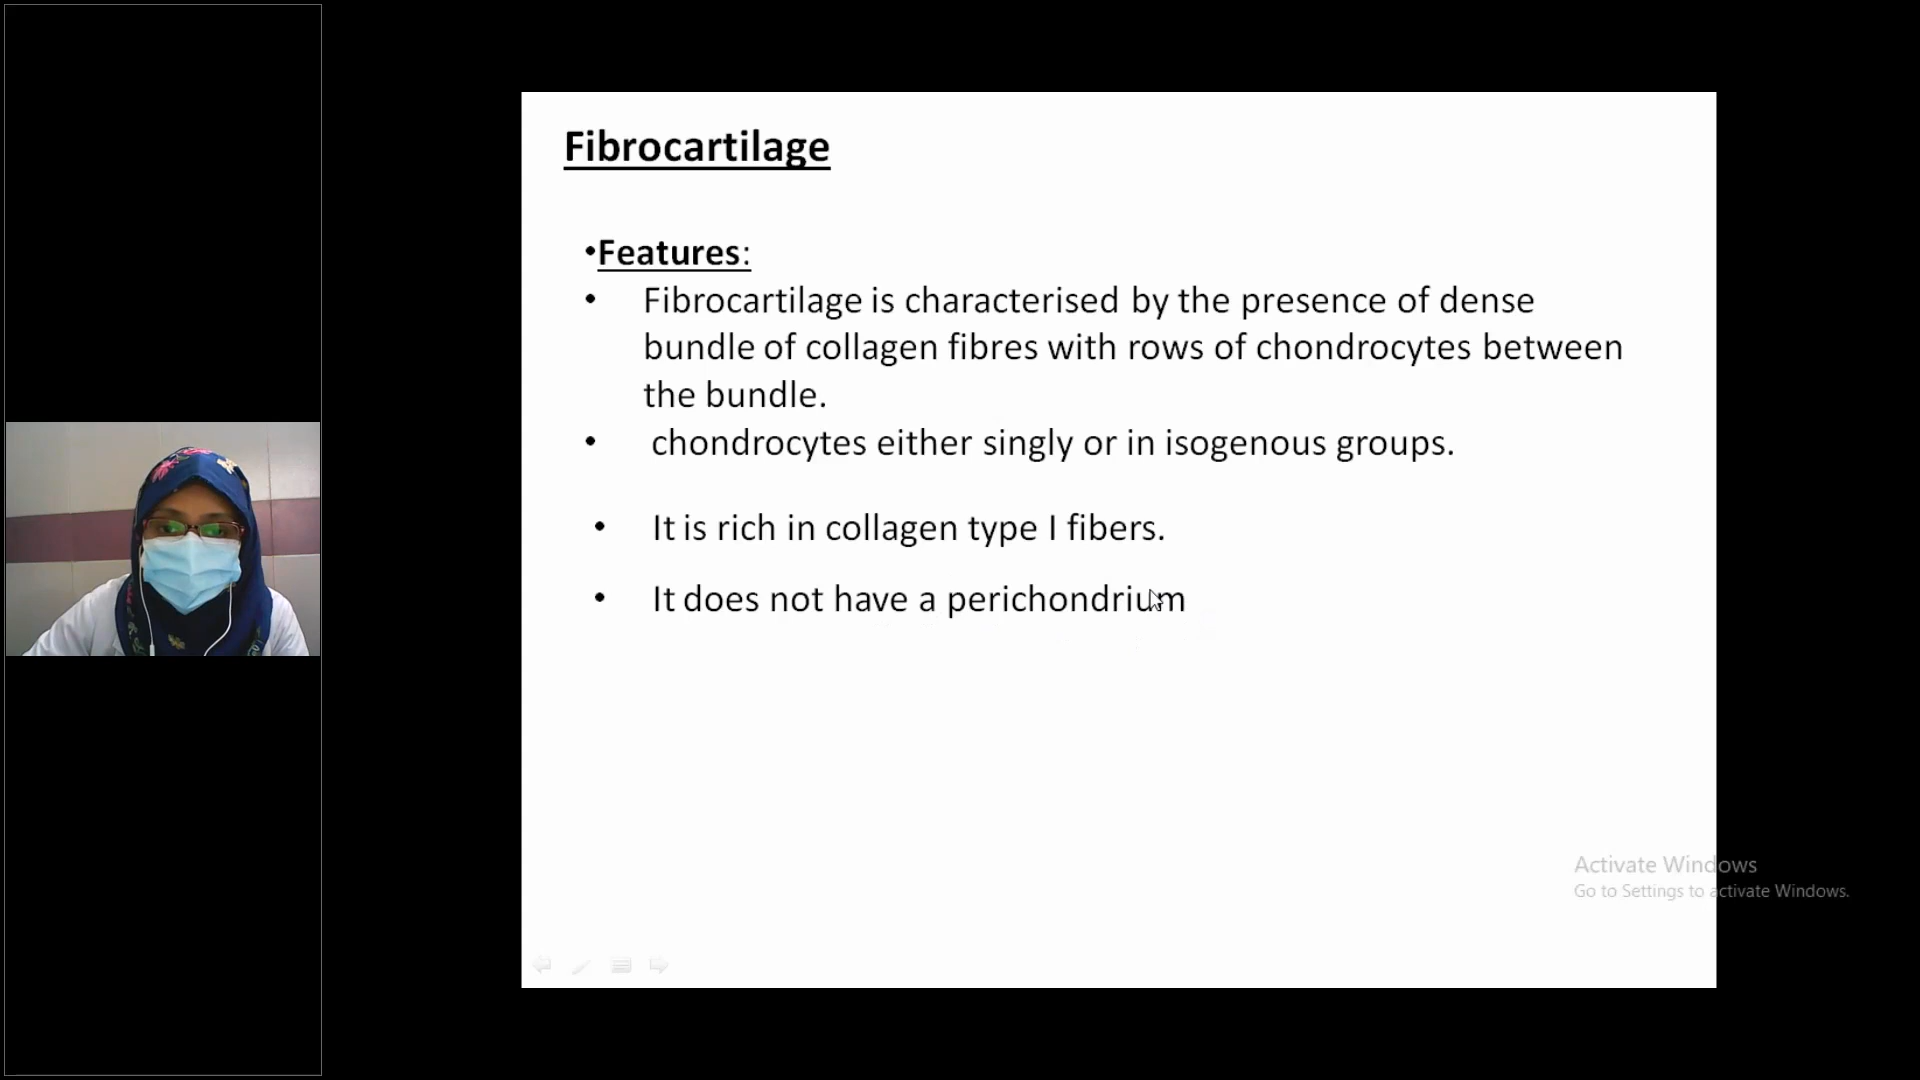 Fibrocartilage
•Features:
• Fibrocartilage is characterised by the presence of dense
bundle of collagen fibres with rows of chondrocytes between
the bundle.
• chondrocytes either singly or in isogenous groups.
• It is rich in collagen type I fibers.
• It does not have a perichondrium
Activate Windows
Go to Settings to activate Windows.